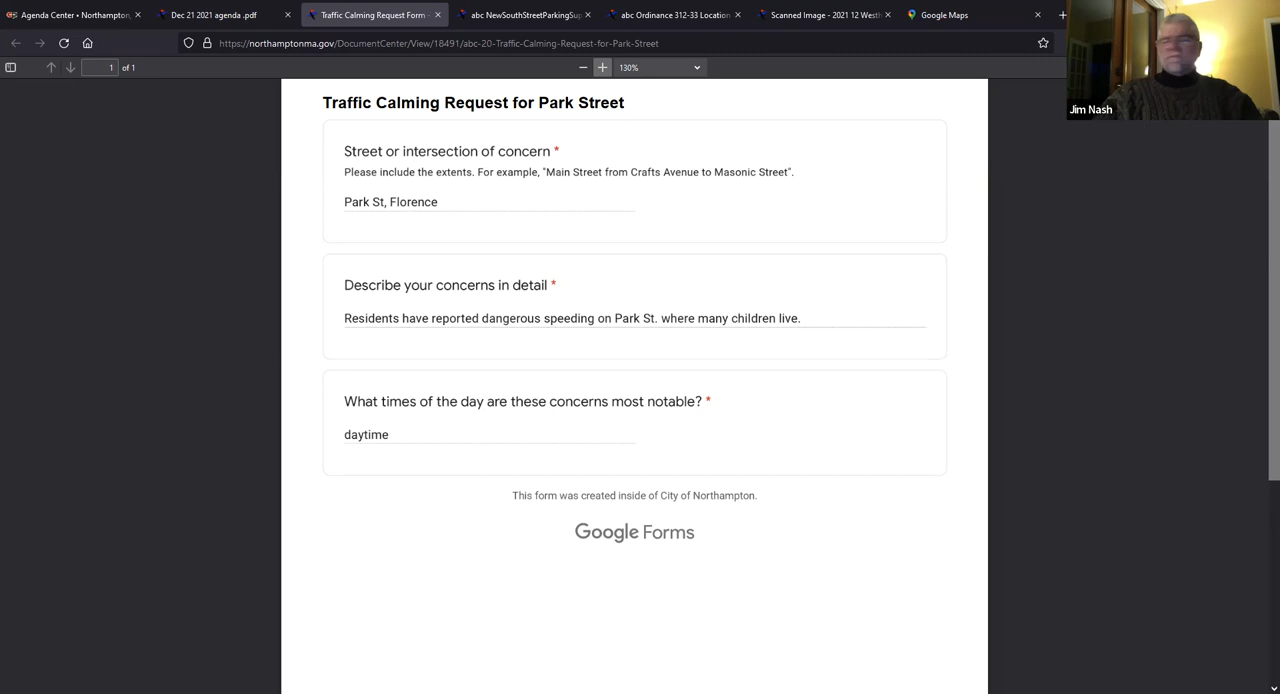 Agenda Center • Northampton,
Dec 21 2021 agenda .pdf
Traffic Calming Request Form -
abc NewSouthStreetParkingSup
abc Ordinance 312-33 Location
Scanned Image - 2021 12 Westh
Google Maps
https://northamptonma.gov/DocumentCenter/View/18491/abc-20-Traffic-Calming-Request-for-Park-Street
1 of 1
130%
Jim Nash
Traffic Calming Request for Park Street
Street or intersection of concern *
Please include the extents. For example, "Main Street from Crafts Avenue to Masonic Street".
Park St, Florence
Describe your concerns in detail *
Residents have reported dangerous speeding on Park St. where many children live.
What times of the day are these concerns most notable? *
daytime
This form was created inside of City of Northampton.
Google Forms